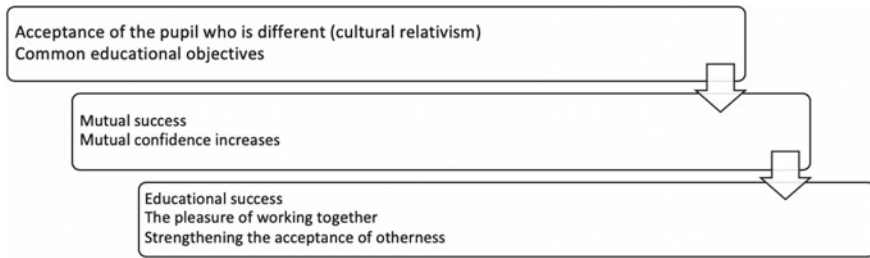 Acceptance of the pupil who is different (cultural relativism)
Common educational objectives
Mutual success
Mutual confidence increases
Educational success
The pleasure of working together
Strengthening the acceptance of otherness